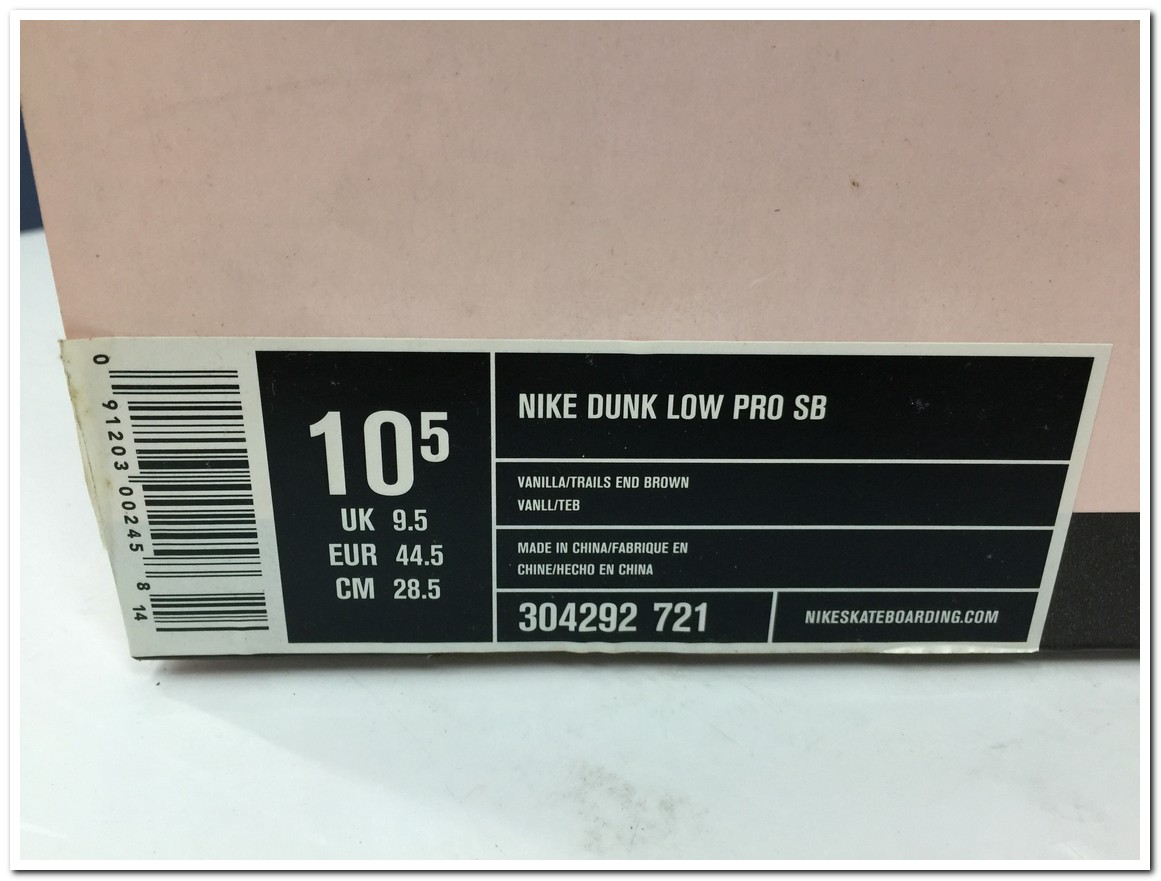 0 91203 00245 8 14
10 5
UK 9.5
EUR 44.5
CM 28.5
NIKE DUNK LOW PRO SB
VANILLA/TRAILS END BROWN
VANLL/TEB
MADE IN CHINA/FABRIQUE EN
CHINE/HECHO EN CHINA
304292 721
NIKESKATEBOARDING.COM